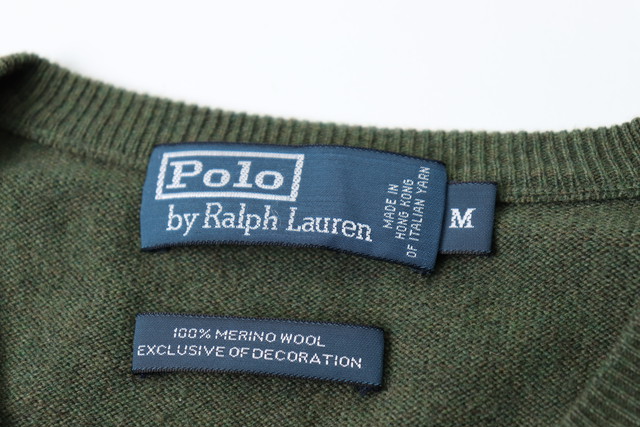 Polo
by Ralph Lauren
MADE IN
HONG KONG
OF ITALIAN YARN
M
100% MERINO WOOL
EXCLUSIVE OF DECORATION